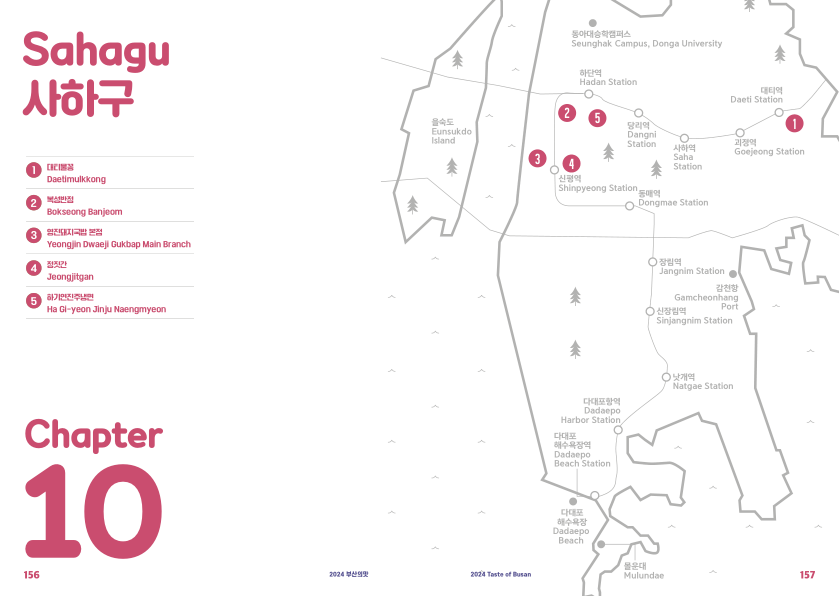 Sahagu
사하구
1
대티물꽁
Daetimulkkong
2
복성반점
Bokseong Banjeom
3
영진돼지국밥 본점
Yeongjin Dwaeji Gukbap Main Branch
4
정짓간
Jeongjitgan
5
하기연진주냉면
Ha Gi-yeon Jinju Naengmyeon
Chapter
10
156
2024 부산의맛
동아대승학캠퍼스
Seunghak Campus, Donga University
하단역
Hadan Station
대티역
Daeti Station
1
2
5
을숙도
Eunsukdo
Island
당리역
Dangni
Station
사하역
Saha
Station
괴정역
Goejeong Station
3
4
신평역
Shinpyeong Station
동매역
Dongmae Station
장림역
Jangnim Station
감천항
Gamcheonhang
Port
신장림역
Sinjangnim Station
낫개역
Natgae Station
다대포항역
Dadaepo
Harbor Station
다대포
해수욕장역
Dadaepo
Beach Station
다대포
해수욕장
Dadaepo
Beach
몰운대
Mulundae
2024 Taste of Busan
157